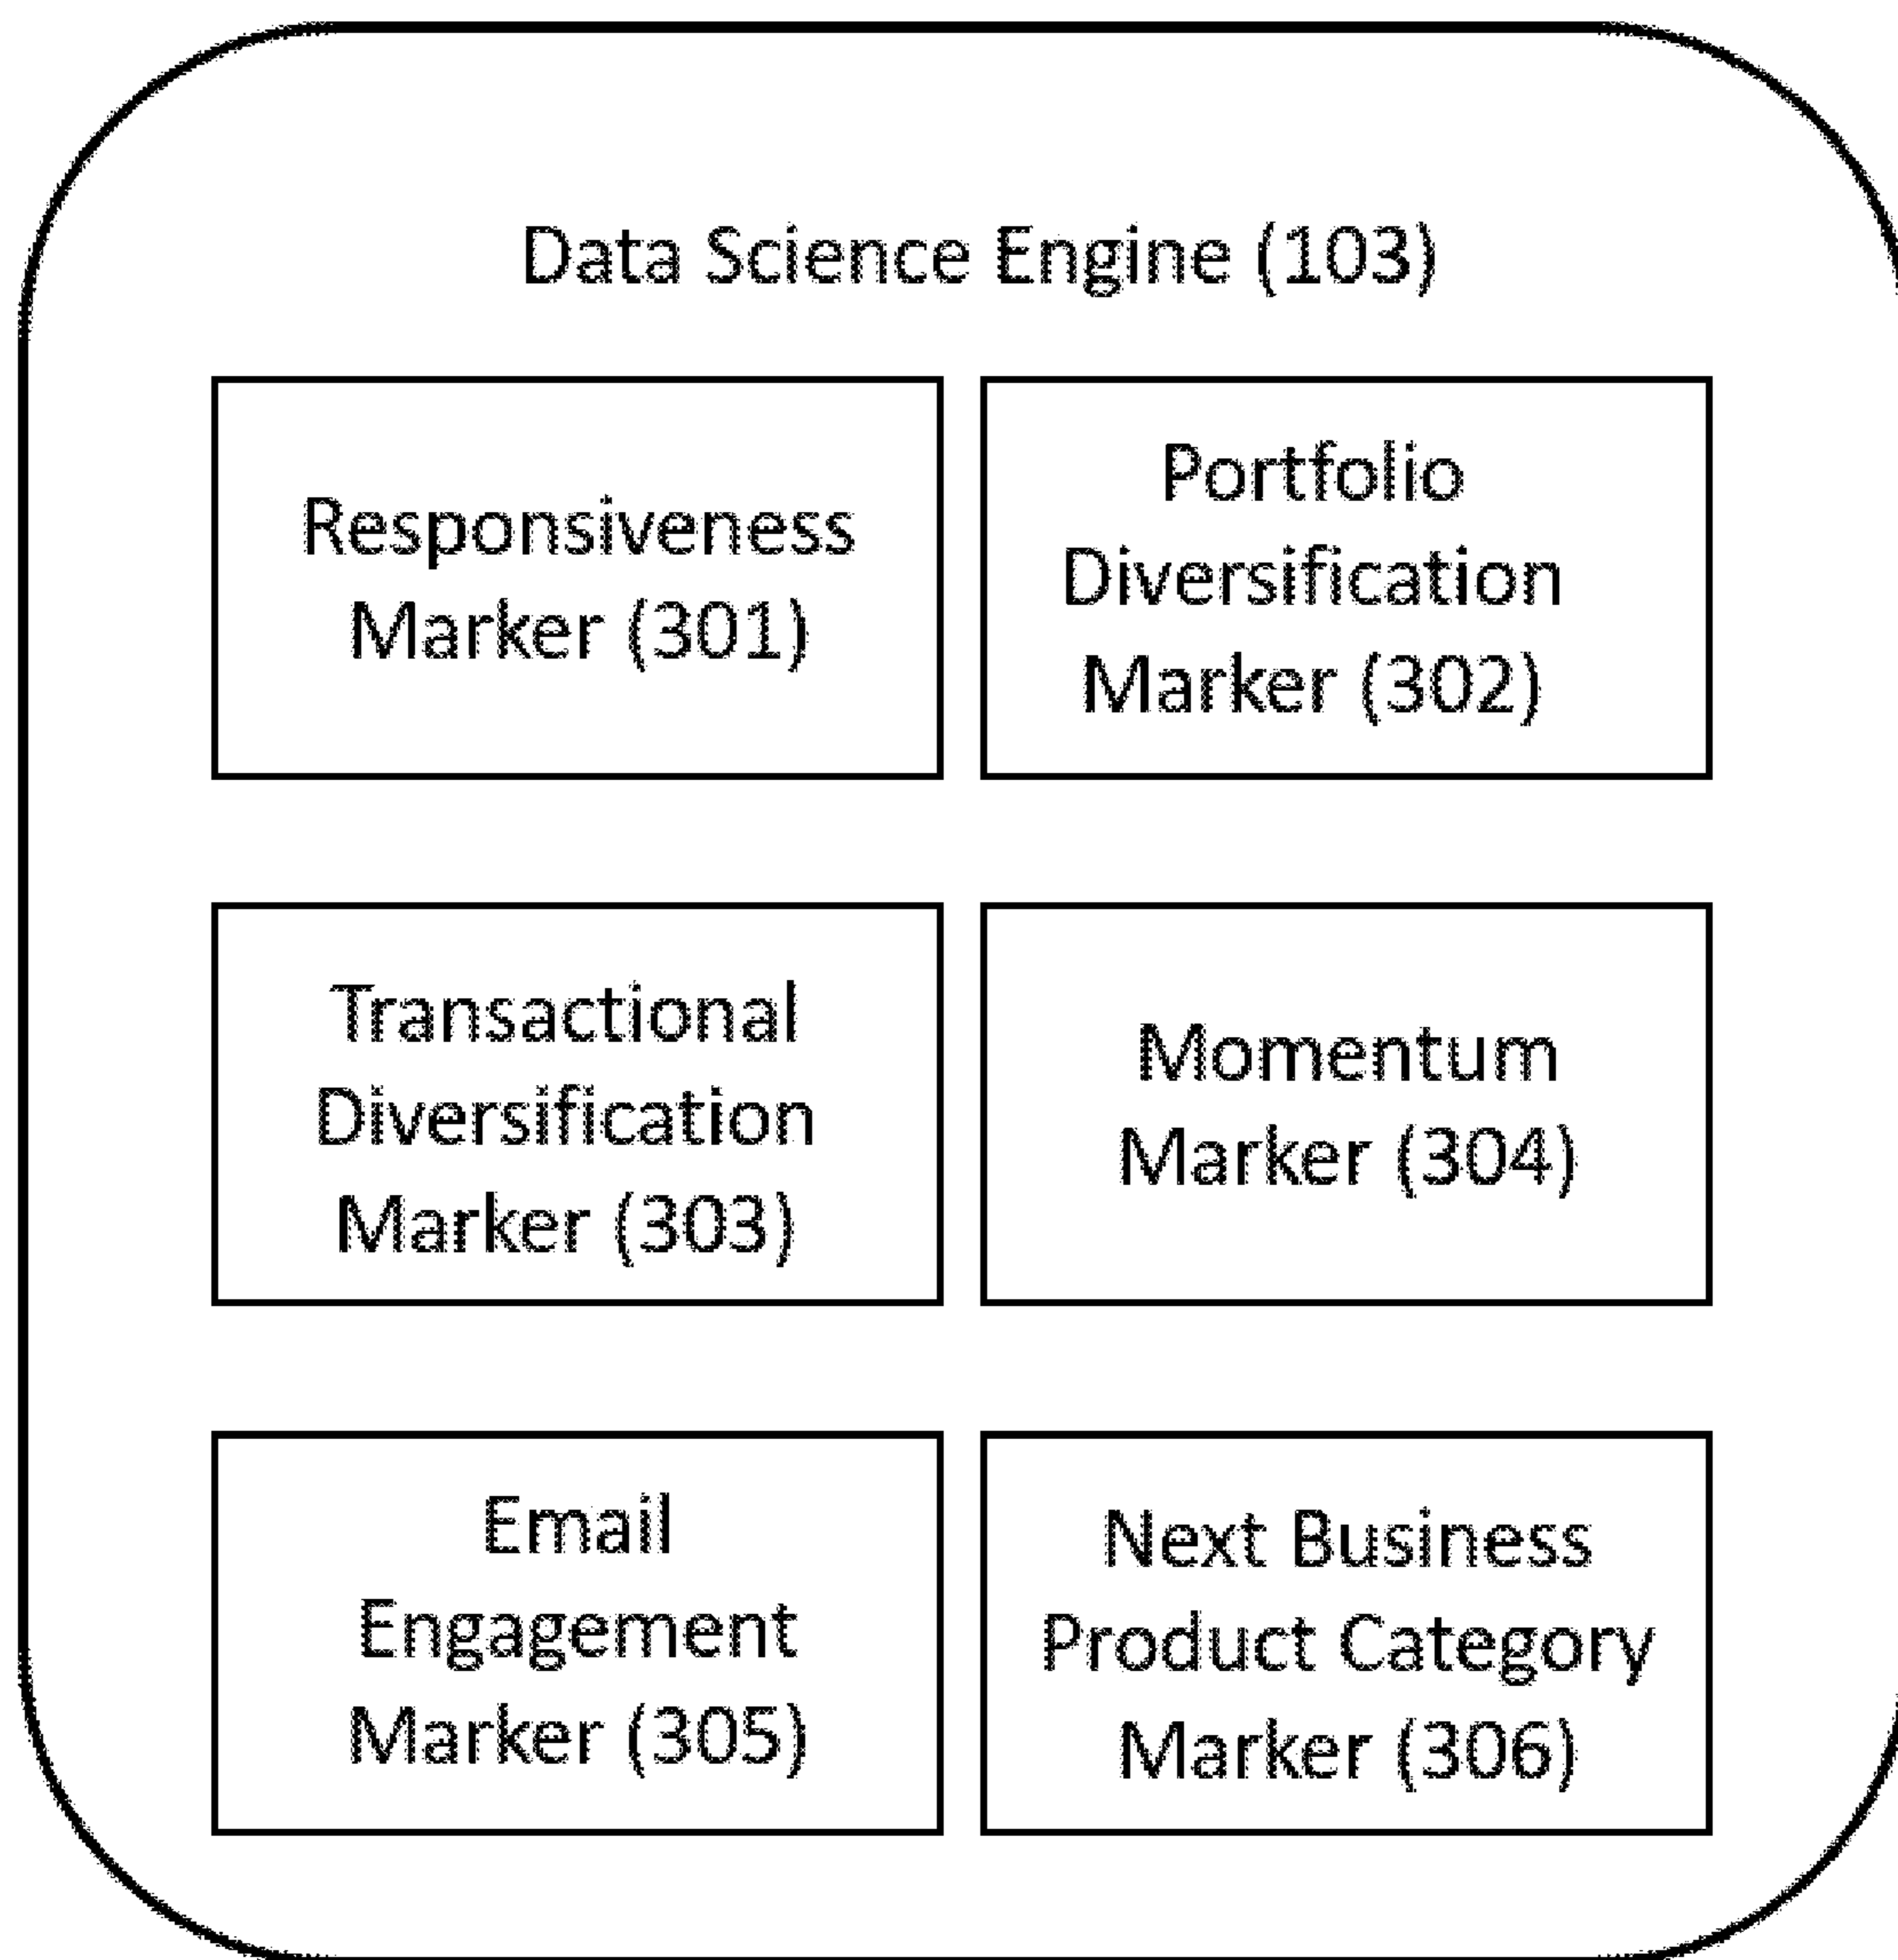 Data Science Engine (103)
Responsiveness
Marker (301)
Portfolio
Diversification
Marker (302)
Transactional
Diversification
Marker (303)
Momentum
Marker (304)
Email
Engagement
Marker (305)
Next Business
Product Category
Marker (306)